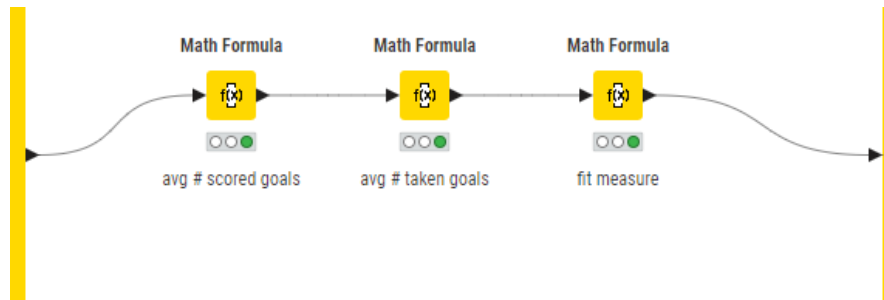 Math Formula
Math Formula
Math Formula
f(x)
f(x)
f(x)
avg # scored goals
avg # taken goals
fit measure